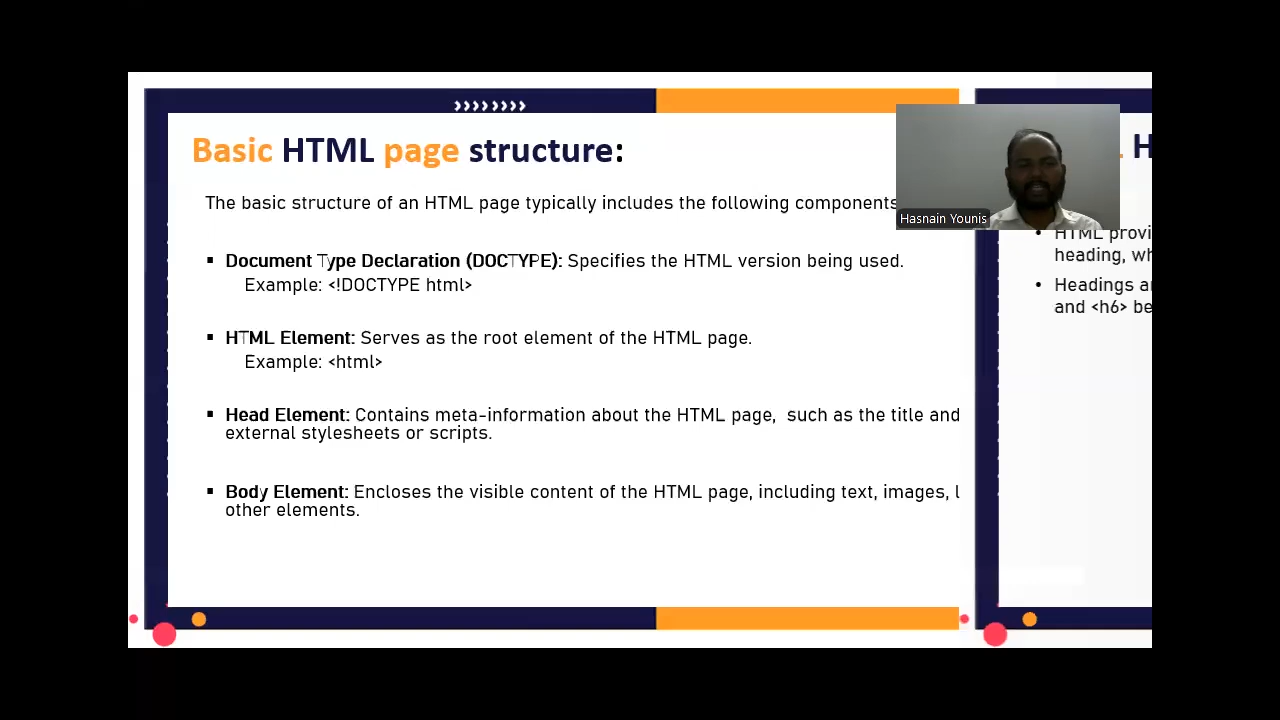 Basic HTML page structure:
The basic structure of an HTML page typically includes the following components
▪ Document Type Declaration (DOCTYPE): Specifies the HTML version being used.
Example: <!DOCTYPE html>
▪ HTML Element: Serves as the root element of the HTML page.
Example: <html>
▪ Head Element: Contains meta-information about the HTML page, such as the title and
external stylesheets or scripts.
▪ Body Element: Encloses the visible content of the HTML page, including text, images,
other elements.
Hasnain Younis
H
• HTML
heading,
• Headings
and <h6>